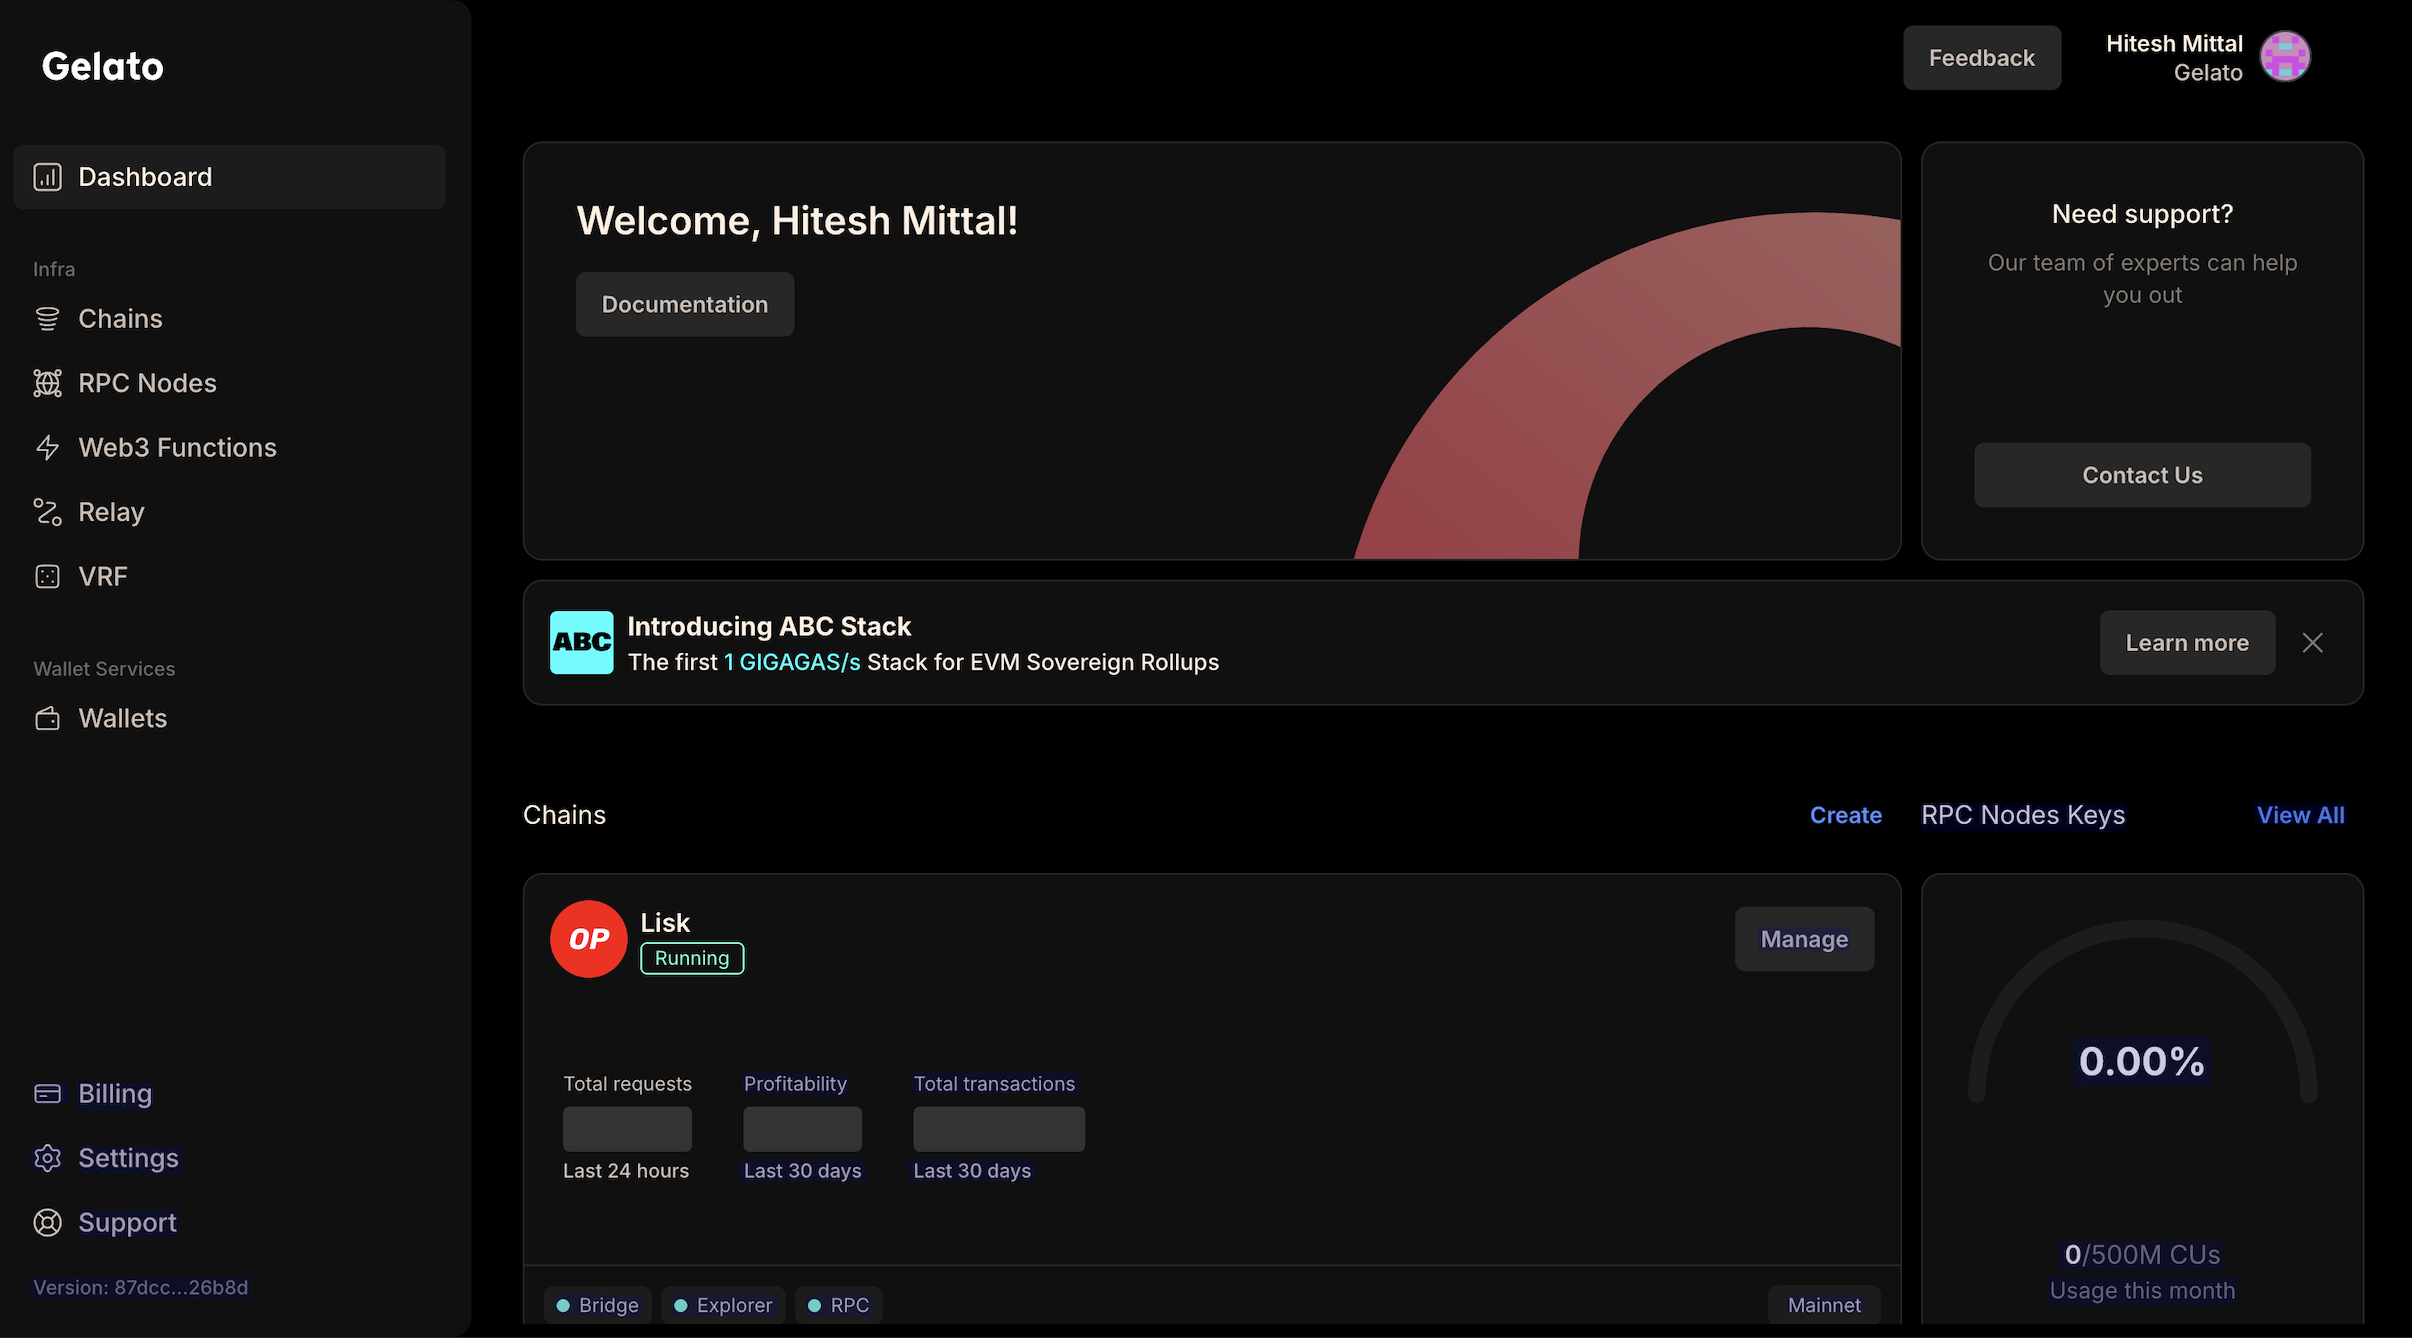 Gelato
Dashboard
Infra
Chains
RPC Nodes
Web3 Functions
Relay
VRF
Wallet Services
Wallets
Billing
Settings
Support
Version: 87dcc...26b8d
Feedback
Hitesh Mittal
Gelato
Welcome, Hitesh Mittal!
Documentation
Need support?
Our team of experts can help
you out
Contact Us
ABC
Introducing ABC Stack
The first 1 GIGAGAS/s Stack for EVM Sovereign Rollups
Learn more
Chains
Create
OP
Lisk
Running
Manage
Total requests
Last 24 hours
Profitability
Last 30 days
Total transactions
Last 30 days
Bridge
Explorer
RPC
Mainnet
RPC Nodes Keys
View All
0.00%
0/500M CUs
Usage this month